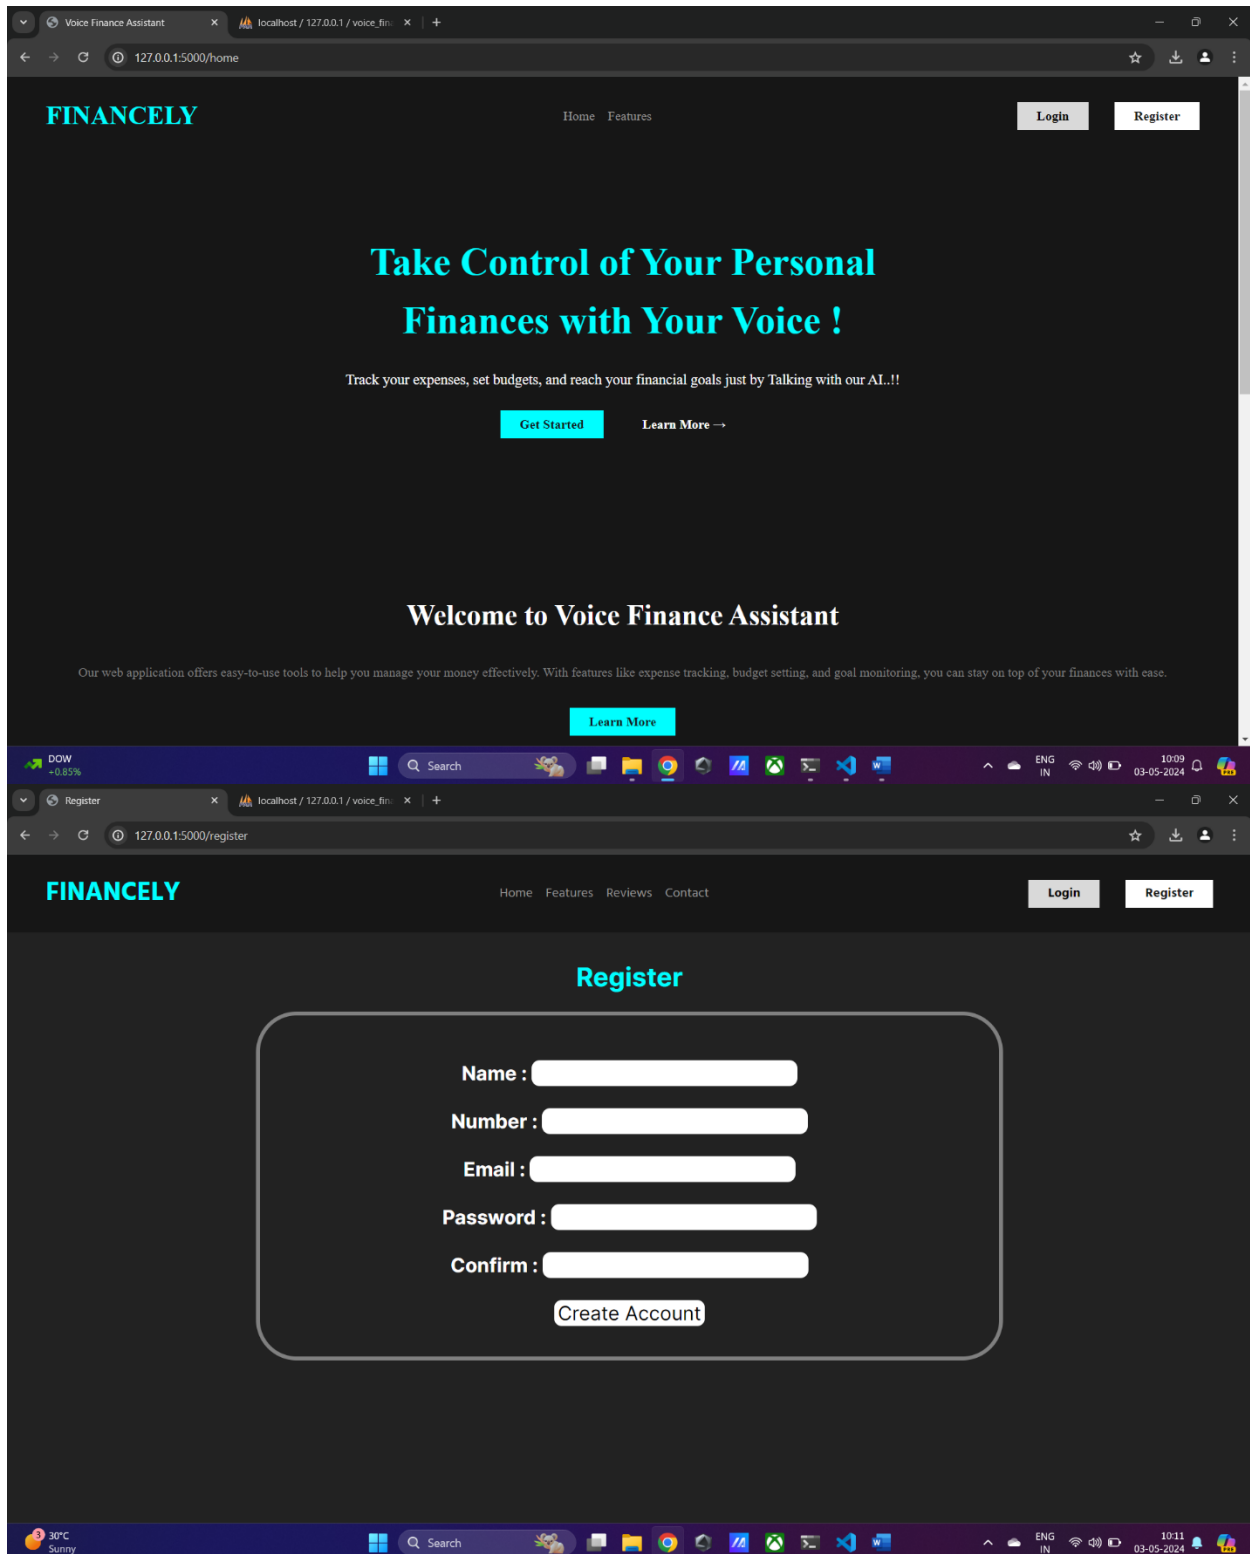 Voice Finance Assistant
localhost / 127.0.0.1 / voice_fin
127.0.0.1:5000/home
FINANCELY
Home Features
Login Register
Take Control of Your Personal
Finances with Your Voice !
Track your expenses, set budgets, and reach your financial goals just by Talking with our AI..!!
Get Started Learn More →
Welcome to Voice Finance Assistant
Our web application offers easy-to-use tools to help you manage your money effectively. With features like expense tracking, budget setting, and goal monitoring, you can stay on top of your finances with ease.
Learn More
DOW
+0.85%
Search
ENG
IN
10:09
03-05-2024
Register
localhost / 127.0.0.1 / voice_fin
127.0.0.1:5000/register
FINANCELY
Home Features Reviews Contact
Login Register
Register
Name :
Number :
Email :
Password :
Confirm :
Create Account
3
30°C
Sunny
Search
ENG
IN
10:11
03-05-2024